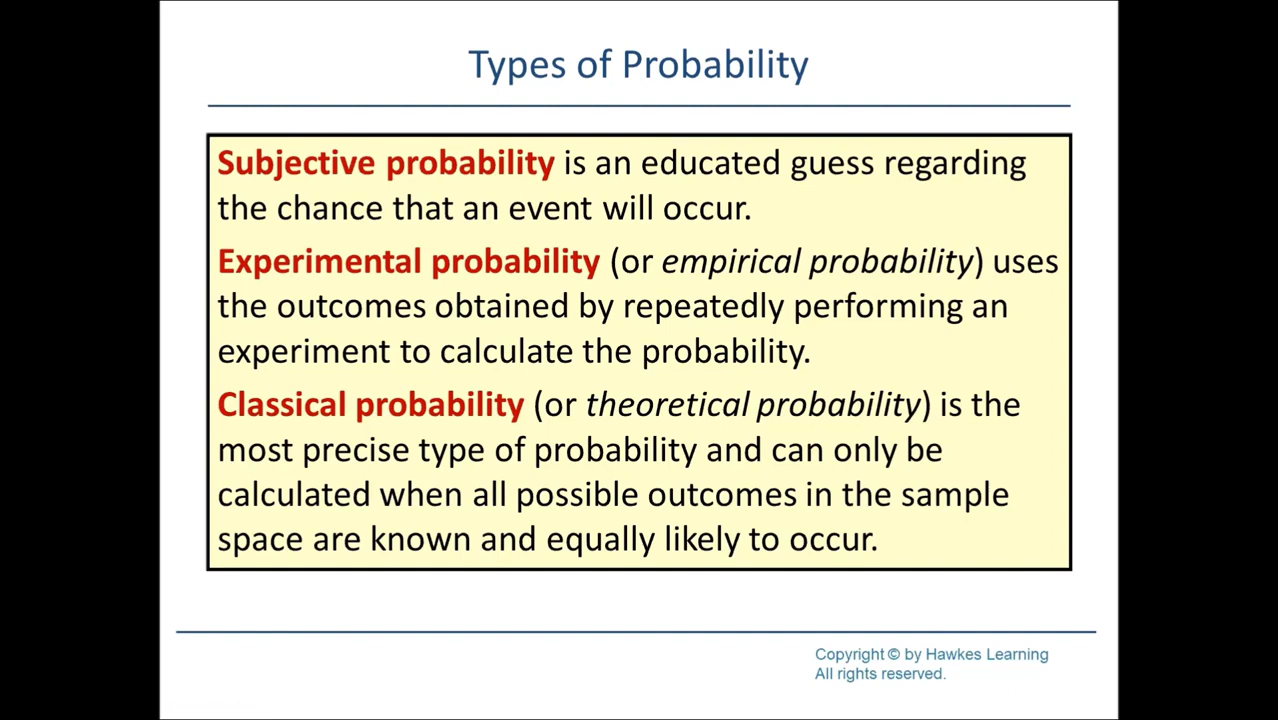 Types of Probability
Subjective probability is an educated guess regarding
the chance that an event will occur.
Experimental probability (or empirical probability) uses
the outcomes obtained by repeatedly performing an
experiment to calculate the probability.
Classical probability (or theoretical probability) is the
most precise type of probability and can only be
calculated when all possible outcomes in the sample
space are known and equally likely to occur.
Copyright © by Hawkes Learning
All rights reserved.